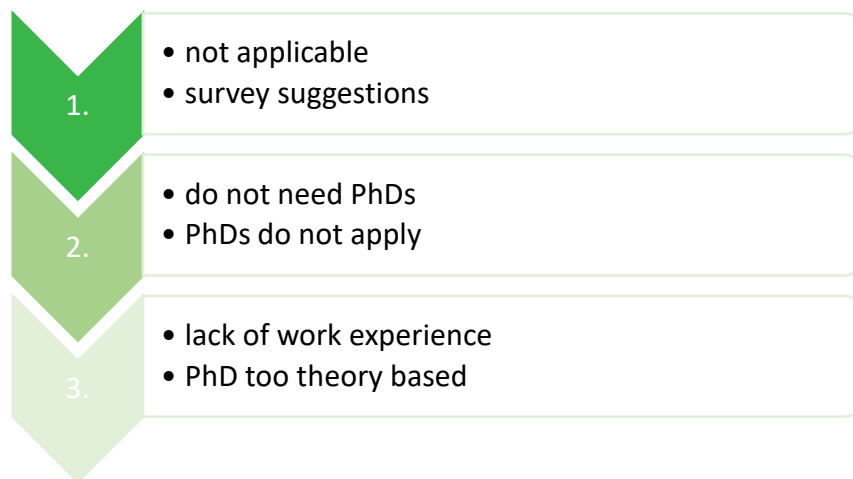 1.
• not applicable
• survey suggestions
2.
• do not need PhDs
• PhDs do not apply
3.
• lack of work experience
• PhD too theory based